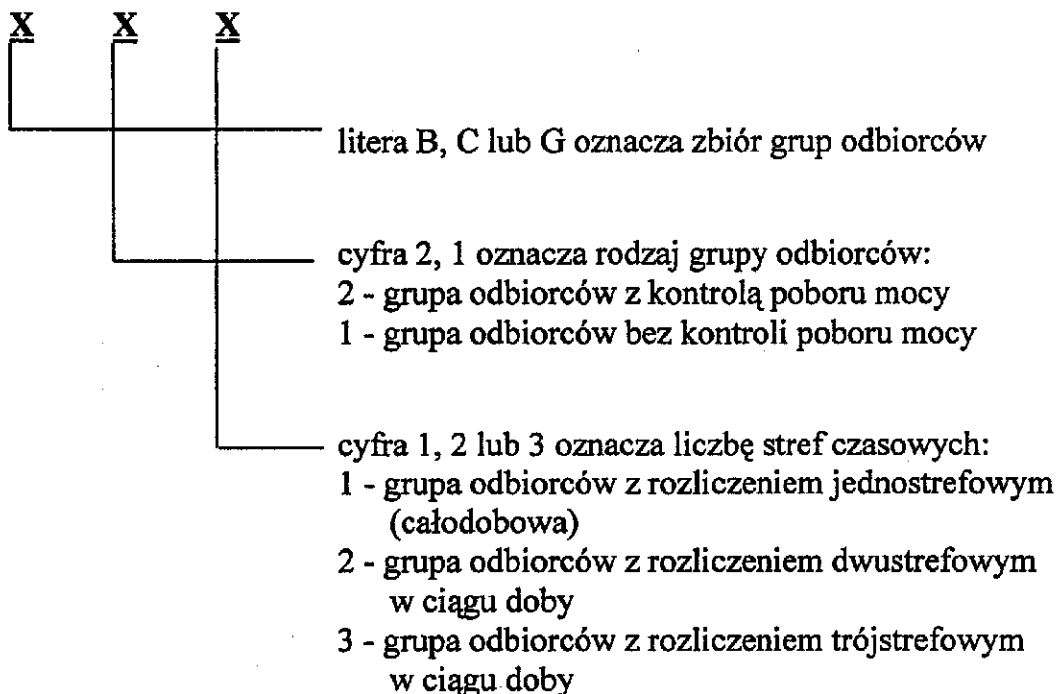 X X X
litera B, C lub G oznacza zbiór grup odbiorców
cyfra 2, 1 oznacza rodzaj grupy odbiorców:
2 - grupa odbiorców z kontrolą poboru mocy
1 - grupa odbiorców bez kontroli poboru mocy
cyfra 1, 2 lub 3 oznacza liczbę stref czasowych:
1 - grupa odbiorców z rozliczeniem jednostrefowym
(całodobowa)
2 - grupa odbiorców z rozliczeniem dwustrefowym
w ciągu doby
3 - grupa odbiorców z rozliczeniem trójstrefowym
w ciągu doby